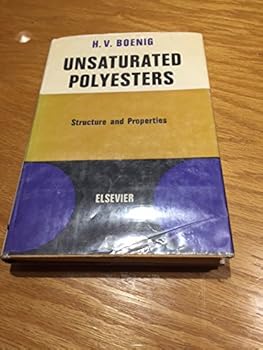 H. V. BOENIG
UNSATURATED
POLYESTERS
Structure and Properties
ELSEVIER